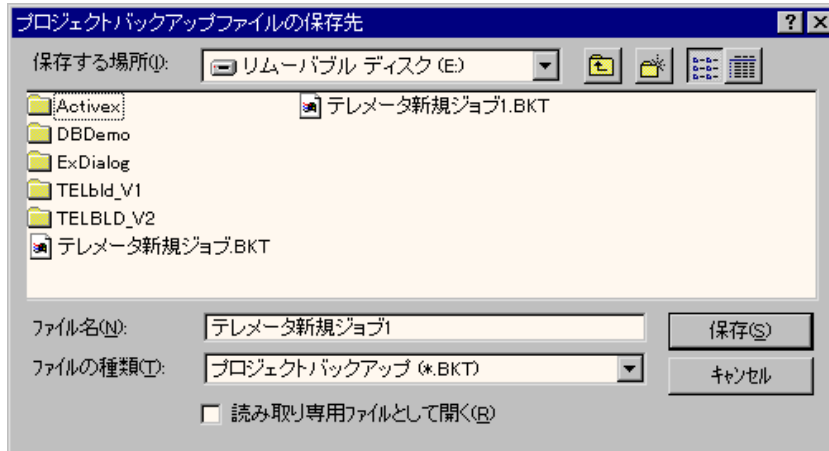 プロジェクトバックアップファイルの保存先
保存する場所(I):
リムーバブル ディスク (E:)
Activex
DBDemo
ExDialog
TELbld_V1
TELBLD_V2
テレメータ新規ジョブ.BKT
テレメータ新規ジョブ1.BKT
ファイル名(N):
テレメータ新規ジョブ1
保存(S)
ファイルの種類(T):
プロジェクトバックアップ (*.BKT)
キャンセル
読み取り専用ファイルとして開く(R)